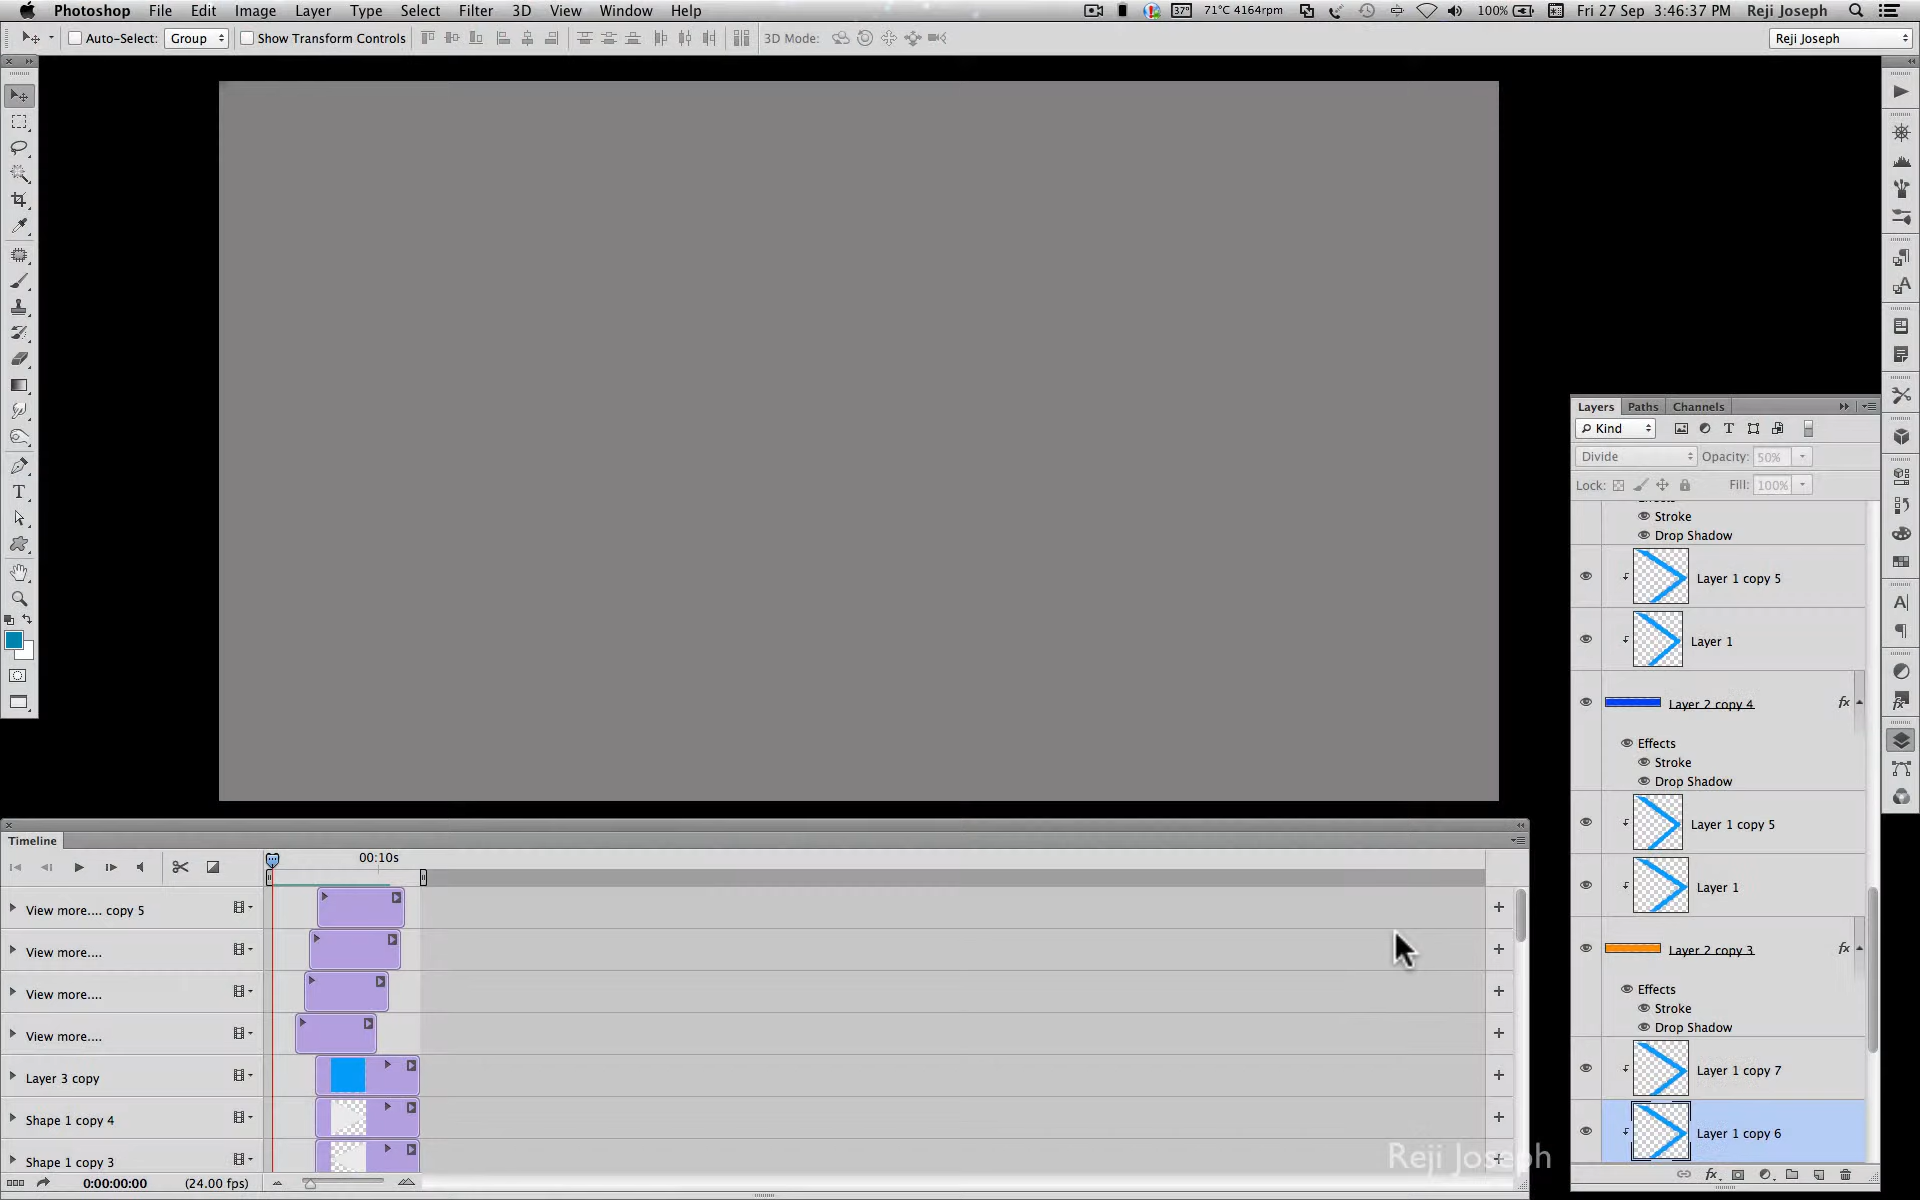 Photoshop File Edit Image Layer Type Select Filter 3D View Window Help 37° 71°C 4164rpm 100% Fri 27 Sep 3:46:37 PM Reji Joseph
Auto-Select: Group Show Transform Controls 3D Mode: Reji Joseph
Layers Paths Channels
Kind
Divide Opacity: 50%
Lock: Fill: 100%
Stroke
Drop Shadow
Layer 1 copy 5
Layer 1
Layer 2 copy 4 fx
Effects
Stroke
Drop Shadow
Layer 1 copy 5
Layer 1
Layer 2 copy 3 fx
Effects
Stroke
Drop Shadow
Layer 1 copy 7
Layer 1 copy 6
Timeline
00:10s
View more.... copy 5
View more....
View more....
View more....
Layer 3 copy
Shape 1 copy 4
Shape 1 copy 3
0:00:00:00 (24.00 fps)
Reji Joseph